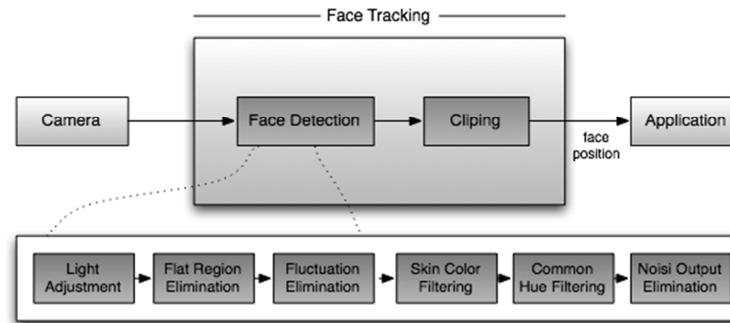 Face Tracking
Camera
Face Detection
Cliping
Application
face
position
Light
Adjustment
Flat Region
Elimination
Fluctuation
Elimination
Skin Color
Filtering
Common
Hue Filtering
Noisi Output
Elimination